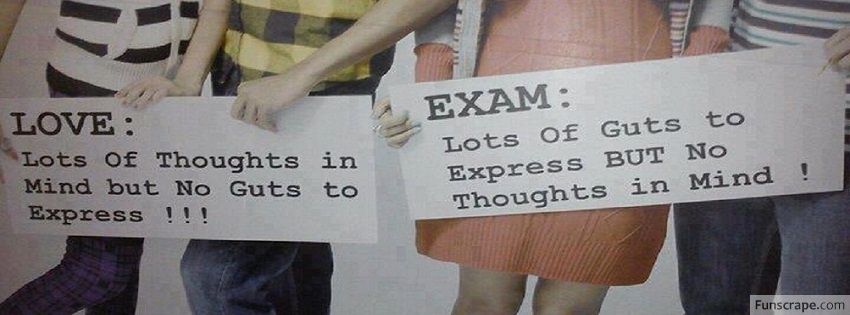 LOVE:
Lots Of Thoughts in
Mind but No Guts to
Express !!!
EXAM:
Lots Of Guts to
Express BUT No
Thoughts in Mind !
Funscrape.com